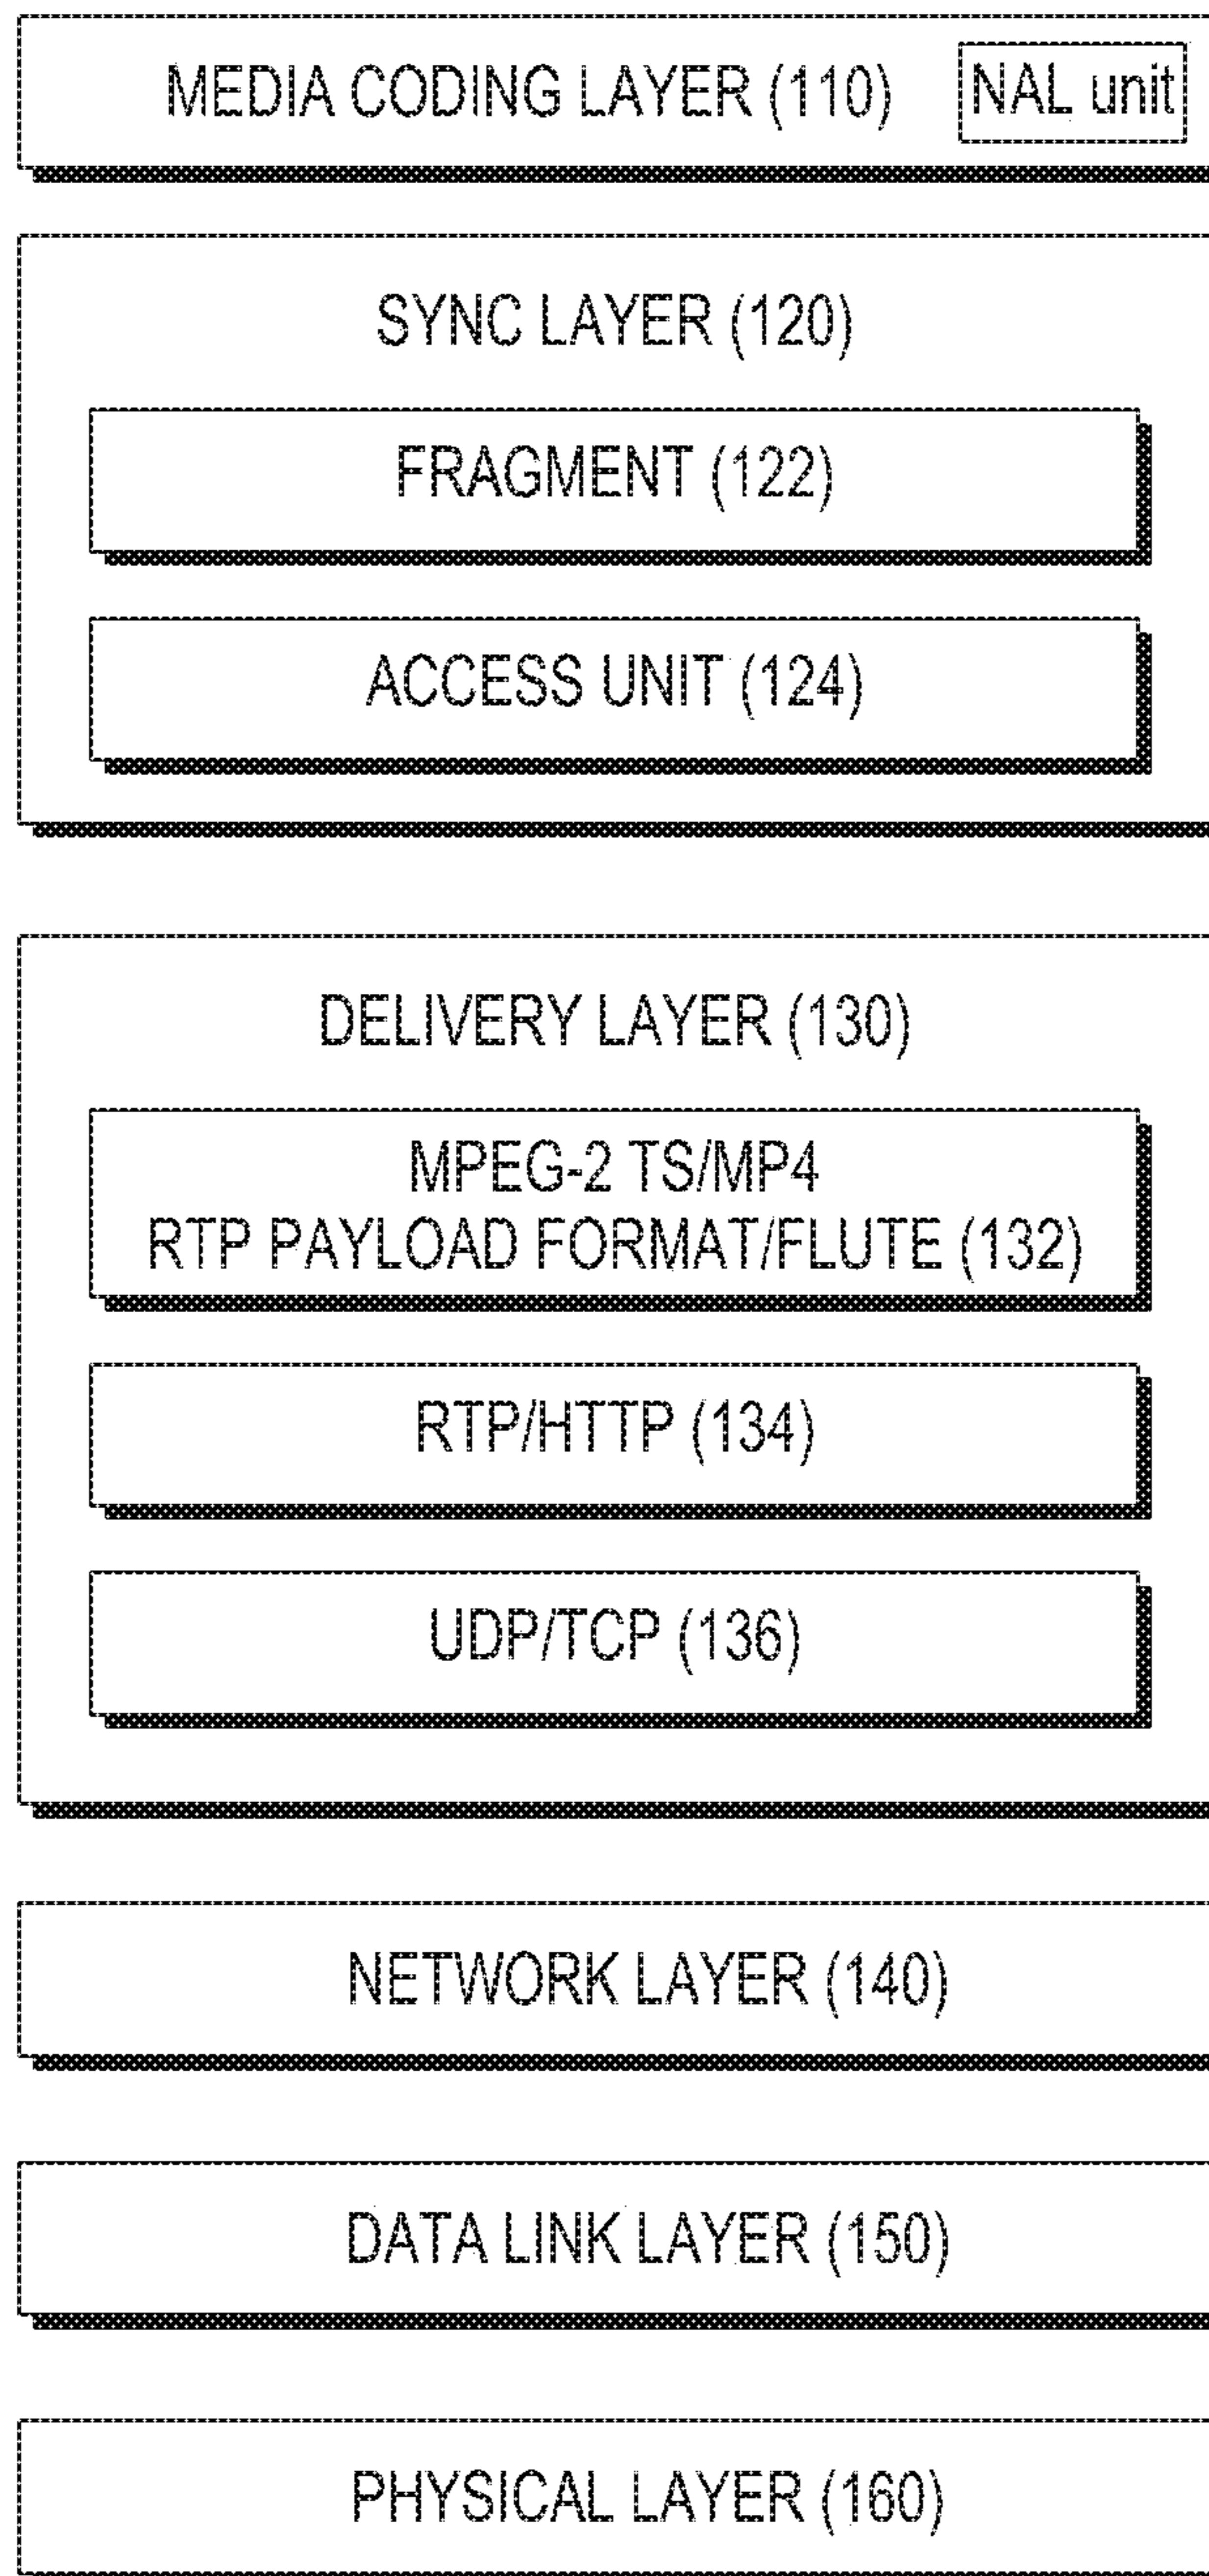 MEDIA CODING LAYER (110) NAL unit
SYNC LAYER (120)
FRAGMENT (122)
ACCESS UNIT (124)
DELIVERY LAYER (130)
MPEG-2 TS/MP4
RTP PAYLOAD FORMAT/FLUTE (132)
RTP/HTTP (134)
UDP/TCP (136)
NETWORK LAYER (140)
DATA LINK LAYER (150)
PHYSICAL LAYER (160)